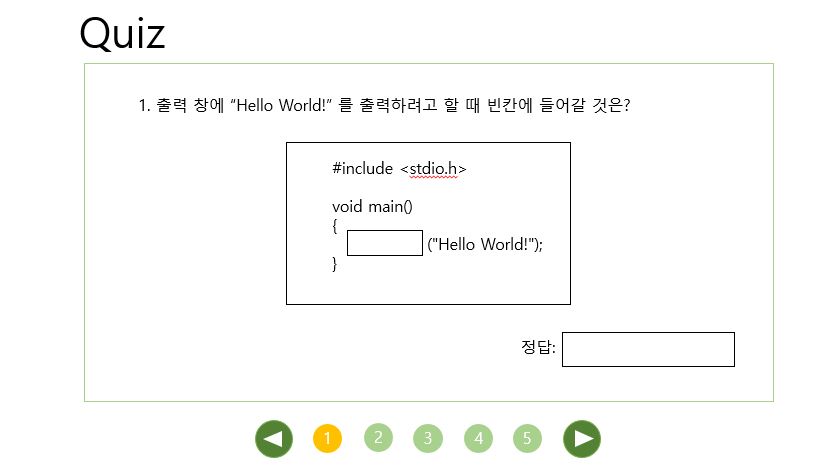 Quiz
1. 출력 창에 “Hello World!” 를 출력하려고 할 때 빈칸에 들어갈 것은?
#include <stdio.h>
void main()
{
("Hello World!");
}
정답:
1 2 3 4 5